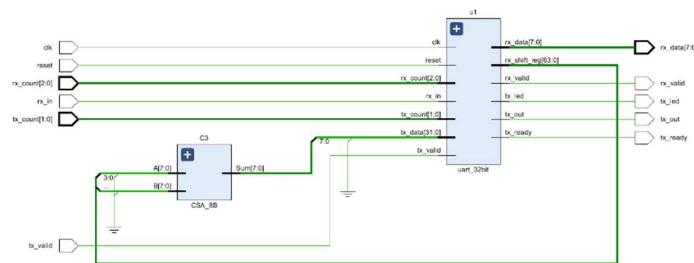 u1
clk
clk
rx_data[7:0]
rx_data[7:0
reset
reset
rx_shift_reg[63:0]
rx_count[2:0]
rx_count[2:0]
rx_valid
rx_valid
rx_in
rx_in
tx_led
tx_led
tx_count[1:0]
tx_count[1:0]
tx_out
tx_out
C3
7:0
tx_data[31:0]
tx_ready
tx_ready
tx_valid
uart_32bit
A[7:0]
Sum[7:0]
3:0
B[7:0]
CSA_8B
tx_valid